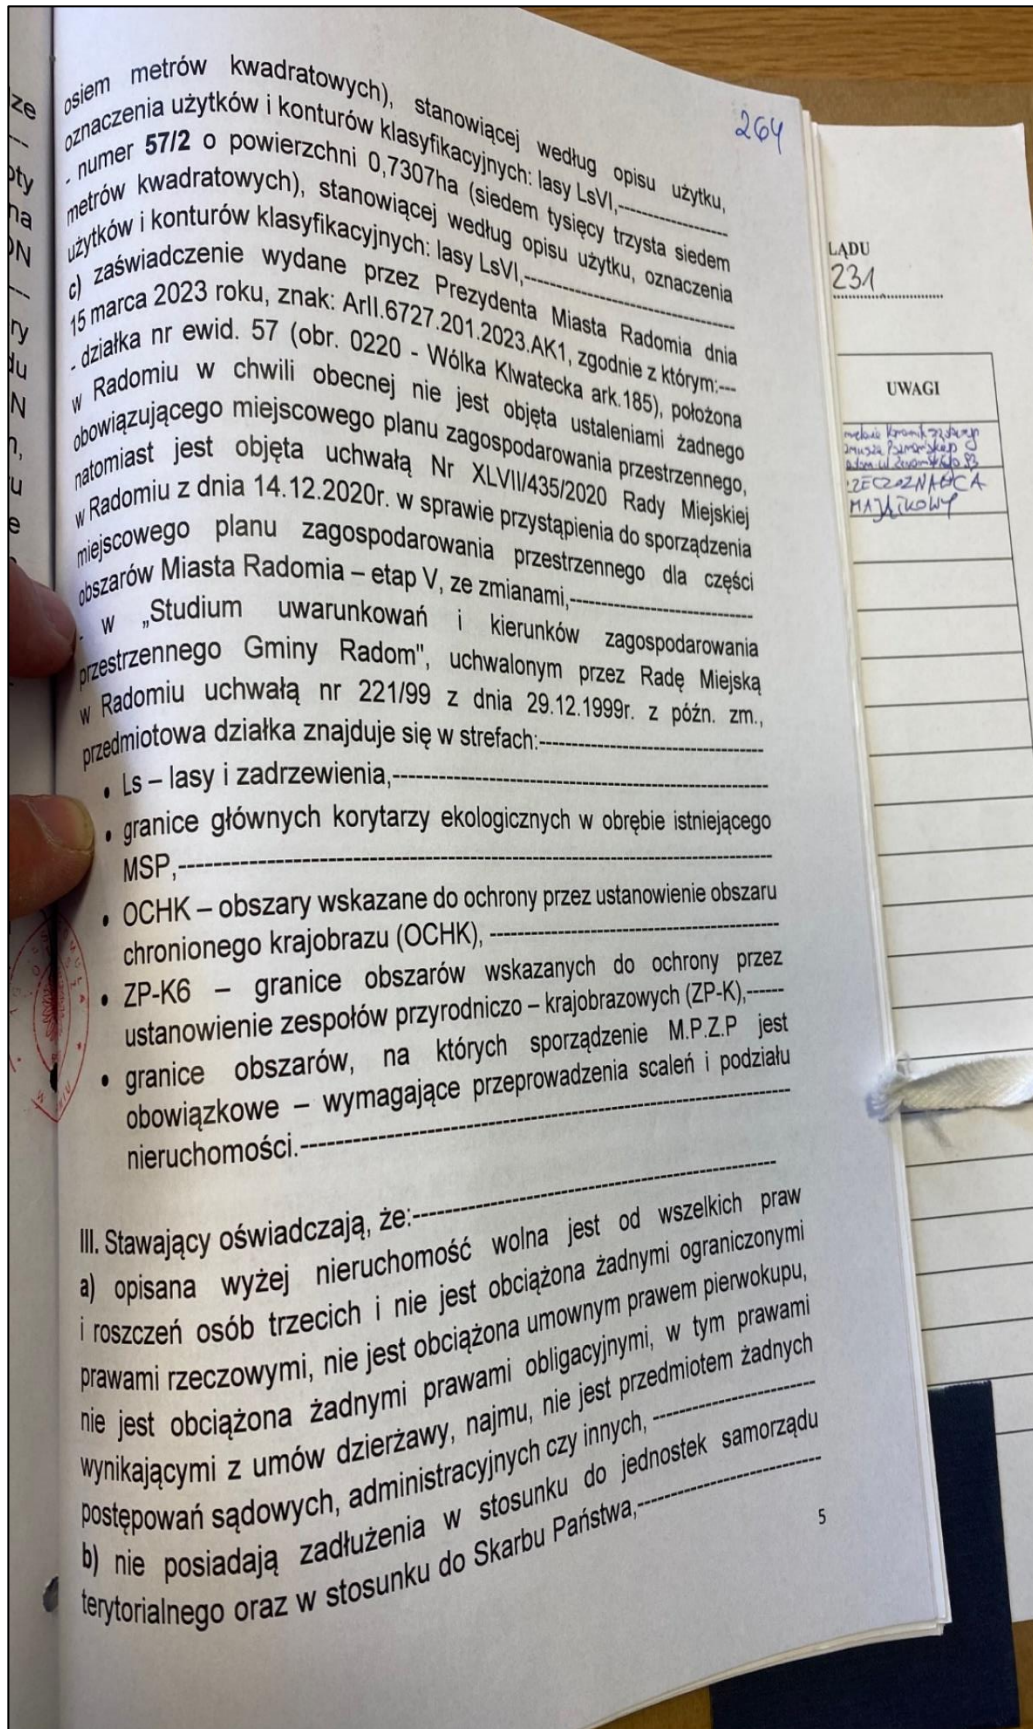 264
osiem metrów kwadratowych), stanowiącej według opisu użytku,
oznaczenia użytków i konturów klasyfikacyjnych: lasy LsVI,---------------
- numer 57/2 o powierzchni 0,7307ha (siedem tysięcy trzysta siedem
metrów kwadratowych), stanowiącej według opisu użytku, oznaczenia
użytków i konturów klasyfikacyjnych: lasy LsVI,-----------------------------
c) zaświadczenie wydane przez Prezydenta Miasta Radomia dnia
15 marca 2023 roku, znak: ArII.6727.201.2023.AK1, zgodnie z którym:---
- działka nr ewid. 57 (obr. 0220 - Wólka Klwatecka ark.185), położona
w Radomiu w chwili obecnej nie jest objęta ustaleniami żadnego
obowiązującego miejscowego planu zagospodarowania przestrzennego,
natomiast jest objęta uchwałą Nr XLVII/435/2020 Rady Miejskiej
w Radomiu z dnia 14.12.2020r. w sprawie przystąpienia do sporządzenia
miejscowego planu zagospodarowania przestrzennego dla części
obszarów Miasta Radomia – etap V, ze zmianami,--------------------------
- w „Studium uwarunkowań i kierunków zagospodarowania
przestrzennego Gminy Radom", uchwalonym przez Radę Miejską
w Radomiu uchwałą nr 221/99 z dnia 29.12.1999r. z późn. zm.,
przedmiotowa działka znajduje się w strefach:-------------------------------
• Ls – lasy i zadrzewienia,--------------------------------------------------
• granice głównych korytarzy ekologicznych w obrębie istniejącego
MSP,--------------------------------------------------------------------------------
• OCHK – obszary wskazane do ochrony przez ustanowienie obszaru
chronionego krajobrazu (OCHK), ----------------------------------------
• ZP-K6 – granice obszarów wskazanych do ochrony przez
ustanowienie zespołów przyrodniczo – krajobrazowych (ZP-K),-----
• granice obszarów, na których sporządzenie M.P.Z.P jest
obowiązkowe – wymagające przeprowadzenia scaleń i podziału
nieruchomości.-------------------------------------------------------------------
III. Stawający oświadczają, że:--------------------------------------------------
a) opisana wyżej nieruchomość wolna jest od wszelkich praw
i roszczeń osób trzecich i nie jest obciążona żadnymi ograniczonymi
prawami rzeczowymi, nie jest obciążona umownym prawem pierwokupu,
nie jest obciążona żadnymi prawami obligacyjnymi, w tym prawami
wynikającymi z umów dzierżawy, najmu, nie jest przedmiotem żadnych
postępowań sądowych, administracyjnych czy innych, ---------------------
b) nie posiadają zadłużenia w stosunku do jednostek samorządu
terytorialnego oraz w stosunku do Skarbu Państwa,------------------------
5
LĄDU
231
UWAGI